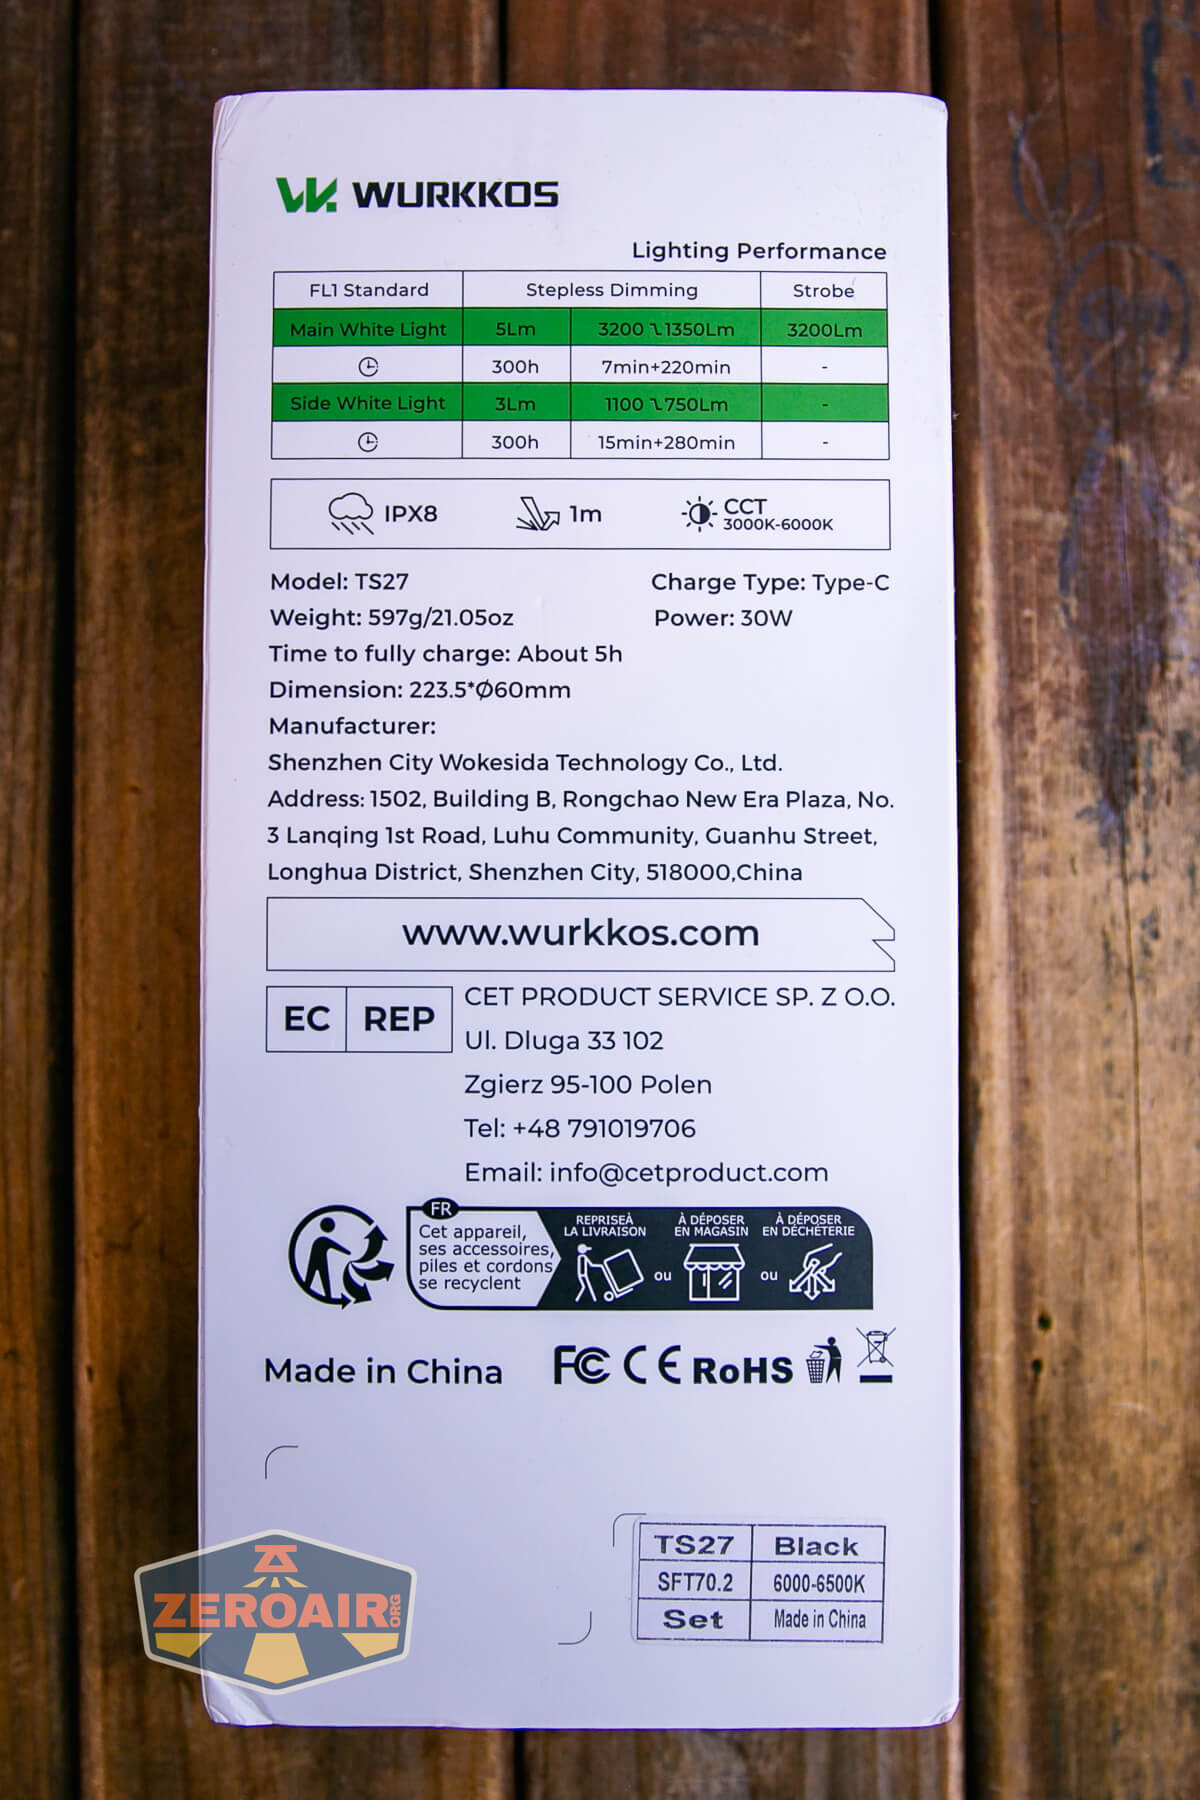 WURKKOS
Lighting Performance
FL1 Standard Stepless Dimming Strobe
Main White Light 5Lm 3200 ⤵ 1350Lm 3200Lm
300h 7min+220min -
Side White Light 3Lm 1100 ⤵ 750Lm -
300h 15min+280min -
IPX8 1m CCT
3000K-6000K
Model: TS27 Charge Type: Type-C
Weight: 597g/21.05oz Power: 30W
Time to fully charge: About 5h
Dimension: 223.5*Ø60mm
Manufacturer:
Shenzhen City Wokesida Technology Co., Ltd.
Address: 1502, Building B, Rongchao New Era Plaza, No.
3 Lanqing 1st Road, Luhu Community, Guanhu Street,
Longhua District, Shenzhen City, 518000,China
www.wurkkos.com
EC REP
CET PRODUCT SERVICE SP. Z O.O.
Ul. Dluga 33 102
Zgierz 95-100 Polen
Tel: +48 791019706
Email: info@cetproduct.com
FR
Cet appareil,
ses accessoires,
piles et cordons
se recyclent
REPRISEÀ
LA LIVRAISON
ou
À DÉPOSER
EN MAGASIN
ou
À DÉPOSER
EN DÉCHÈTERIE
Made in China FC CE RoHS
TS27 Black
SFT70.2 6000-6500K
Set Made in China
ZEROAIR.ORG